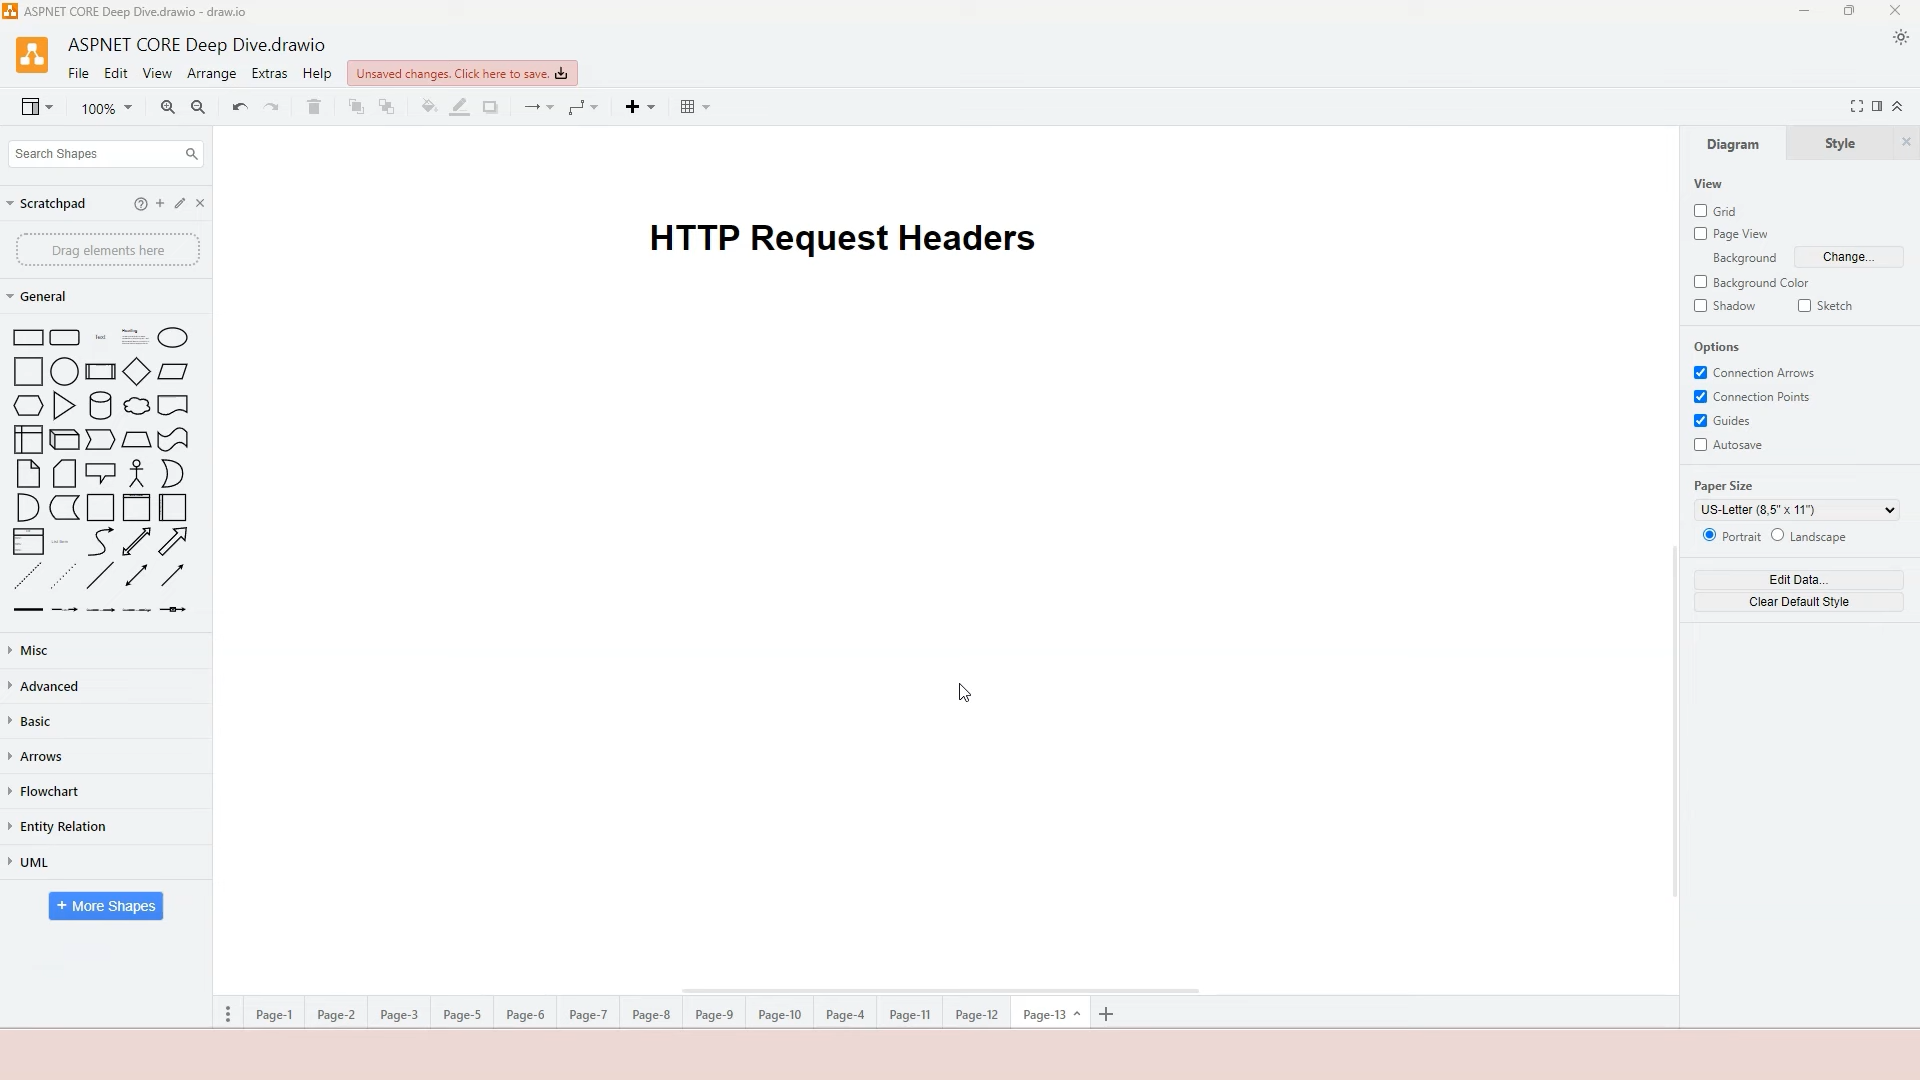 ASPNET CORE Deep Dive.drawio - draw.io
ASPNET CORE Deep Dive.drawio
File Edit View Arrange Extras Help Unsaved changes. Click here to save.
100%
Search Shapes
Scratchpad
Drag elements here
General
Text
Heading
List Item
Misc
Advanced
Basic
Arrows
Flowchart
Entity Relation
UML
+ More Shapes
HTTP Request Headers
Page-1 Page-2 Page-3 Page-5 Page-6 Page-7 Page-8 Page-9 Page-10 Page-4 Page-11 Page-12 Page-13
Diagram Style
View
Grid
Page View
Background Change...
Background Color
Shadow Sketch
Options
Connection Arrows
Connection Points
Guides
Autosave
Paper Size
US-Letter (8,5" x 11")
Portrait Landscape
Edit Data...
Clear Default Style